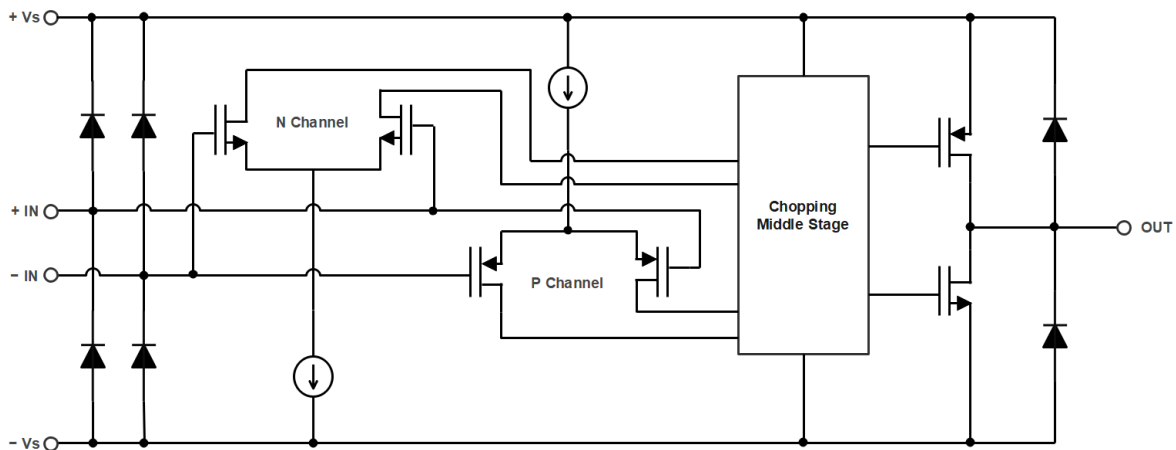 + Vs
N Channel
+ IN
Chopping
Middle Stage
OUT
− IN
P Channel
− Vs